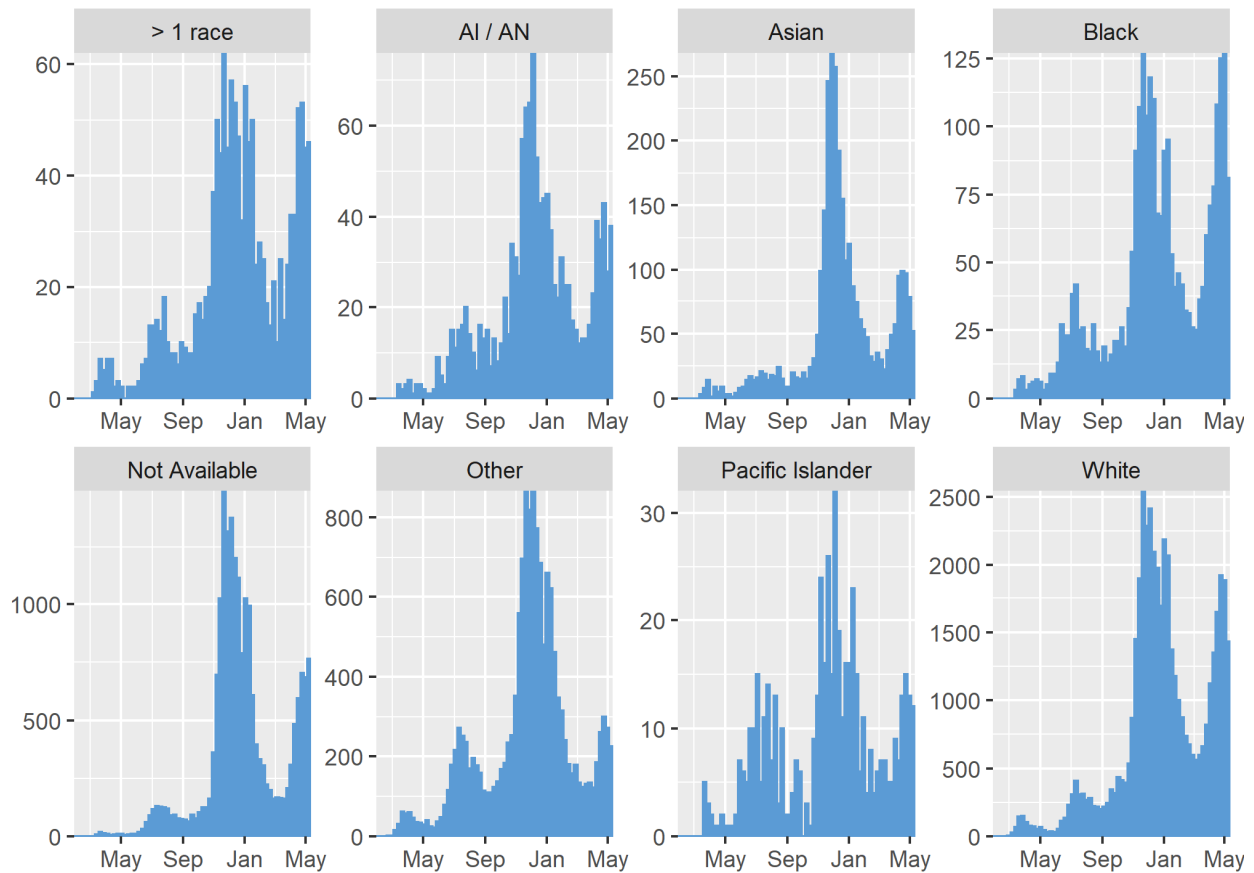 > 1 race
AI / AN
Asian
Black
60
40
20
0
60
40
20
0
250
200
150
100
50
0
125
100
75
50
25
0
May Sep Jan May
May Sep Jan May
May Sep Jan May
May Sep Jan May
Not Available
Other
Pacific Islander
White
1000
500
0
800
600
400
200
0
30
20
10
0
2500
2000
1500
1000
500
0
May Sep Jan May
May Sep Jan May
May Sep Jan May
May Sep Jan May